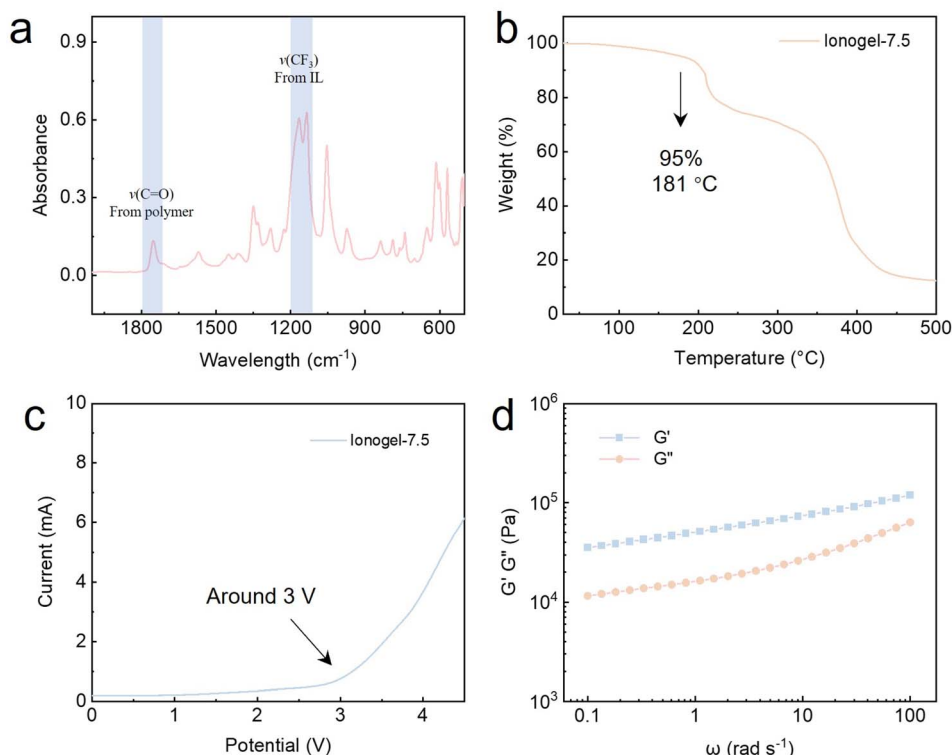 a
0.9
0.6
0.3
0.0
Absorbance
ν(CF₃)
From IL
ν(C=O)
From polymer
1800
1500
1200
900
600
Wavelength (cm⁻¹)
b
100
80
60
40
20
0
Weight (%)
Ionogel-7.5
95%
181 °C
100
200
300
400
500
Temperature (°C)
c
10
8
6
4
2
0
Current (mA)
Ionogel-7.5
Around 3 V
0
1
2
3
4
Potential (V)
d
10⁶
10⁵
10⁴
10³
G' G'' (Pa)
G'
G''
0.1
1
10
100
ω (rad s⁻¹)